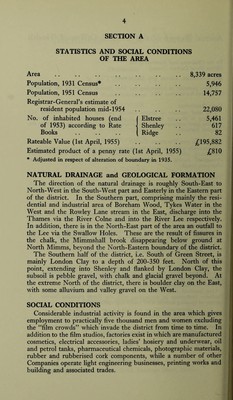 4
SECTION A
STATISTICS AND SOCIAL CONDITIONS
OF THE AREA
Area .. .. .. .. .. .. .. 8,339 acres
Population, 1931 Census* .. .. .. .. 5,946
Population, 1951 Census .. .. .. .. 14,757
Registrar-General's estimate of
resident population mid-1954 .. .. .. 22,080
No. of inhabited houses (end { Elstree .. 5,461
of 1953) according to Rate { Shenley .. 617
Books .. .. .. { Ridge .. 82
Rateable Value (1st April, 1955) .. .. .. £195,882
Estimated product of a penny rate (1st April, 1955) .. £810
* Adjusted in respect of alteration of boundary in 1935.
NATURAL DRAINAGE and GEOLOGICAL FORMATION
The direction of the natural drainage is roughly South-East to
North-West in the South-West part and Easterly in the Eastern part
of the district. In the Southern part, comprising mainly the resi-
dential and industrial area of Boreham Wood, Tykes Water in the
West and the Rowley Lane stream in the East, discharge into the
Thames via the River Colne and into the River Lee respectively.
In addition, there is in the North-East part of the area an outfall to
the Lee via the Swallow Holes. These are the result of fissures in
the chalk, the Mimmshall brook disappearing below ground at
North Mimms, beyond the North-Eastern boundary of the district.
The Southern half of the district, i.e. South of Green Street, is
mainly London Clay to a depth of 200-350 feet. North of this
point, extending into Shenley and flanked by London Clay, the
subsoil is pebble gravel, with chalk and glacial gravel beyond. At
the extreme North of the district, there is boulder clay on the East,
with some alluvium and valley gravel on the West.
SOCIAL CONDITIONS
Considerable industrial activity is found in the area which gives
employment to practically five thousand men and women excluding
the "film crowds" which invade the district from time to time. In
addition to the film studios, factories exist in which are manufactured
cosmetics, electrical accessories, ladies' hosiery and underwear, oil
and petrol tanks, pharmaceutical chemicals, photographic materials,
rubber and rubberised cork components, while a number of other
Companies operate light engineering businesses, printing works and
building and associated trades.